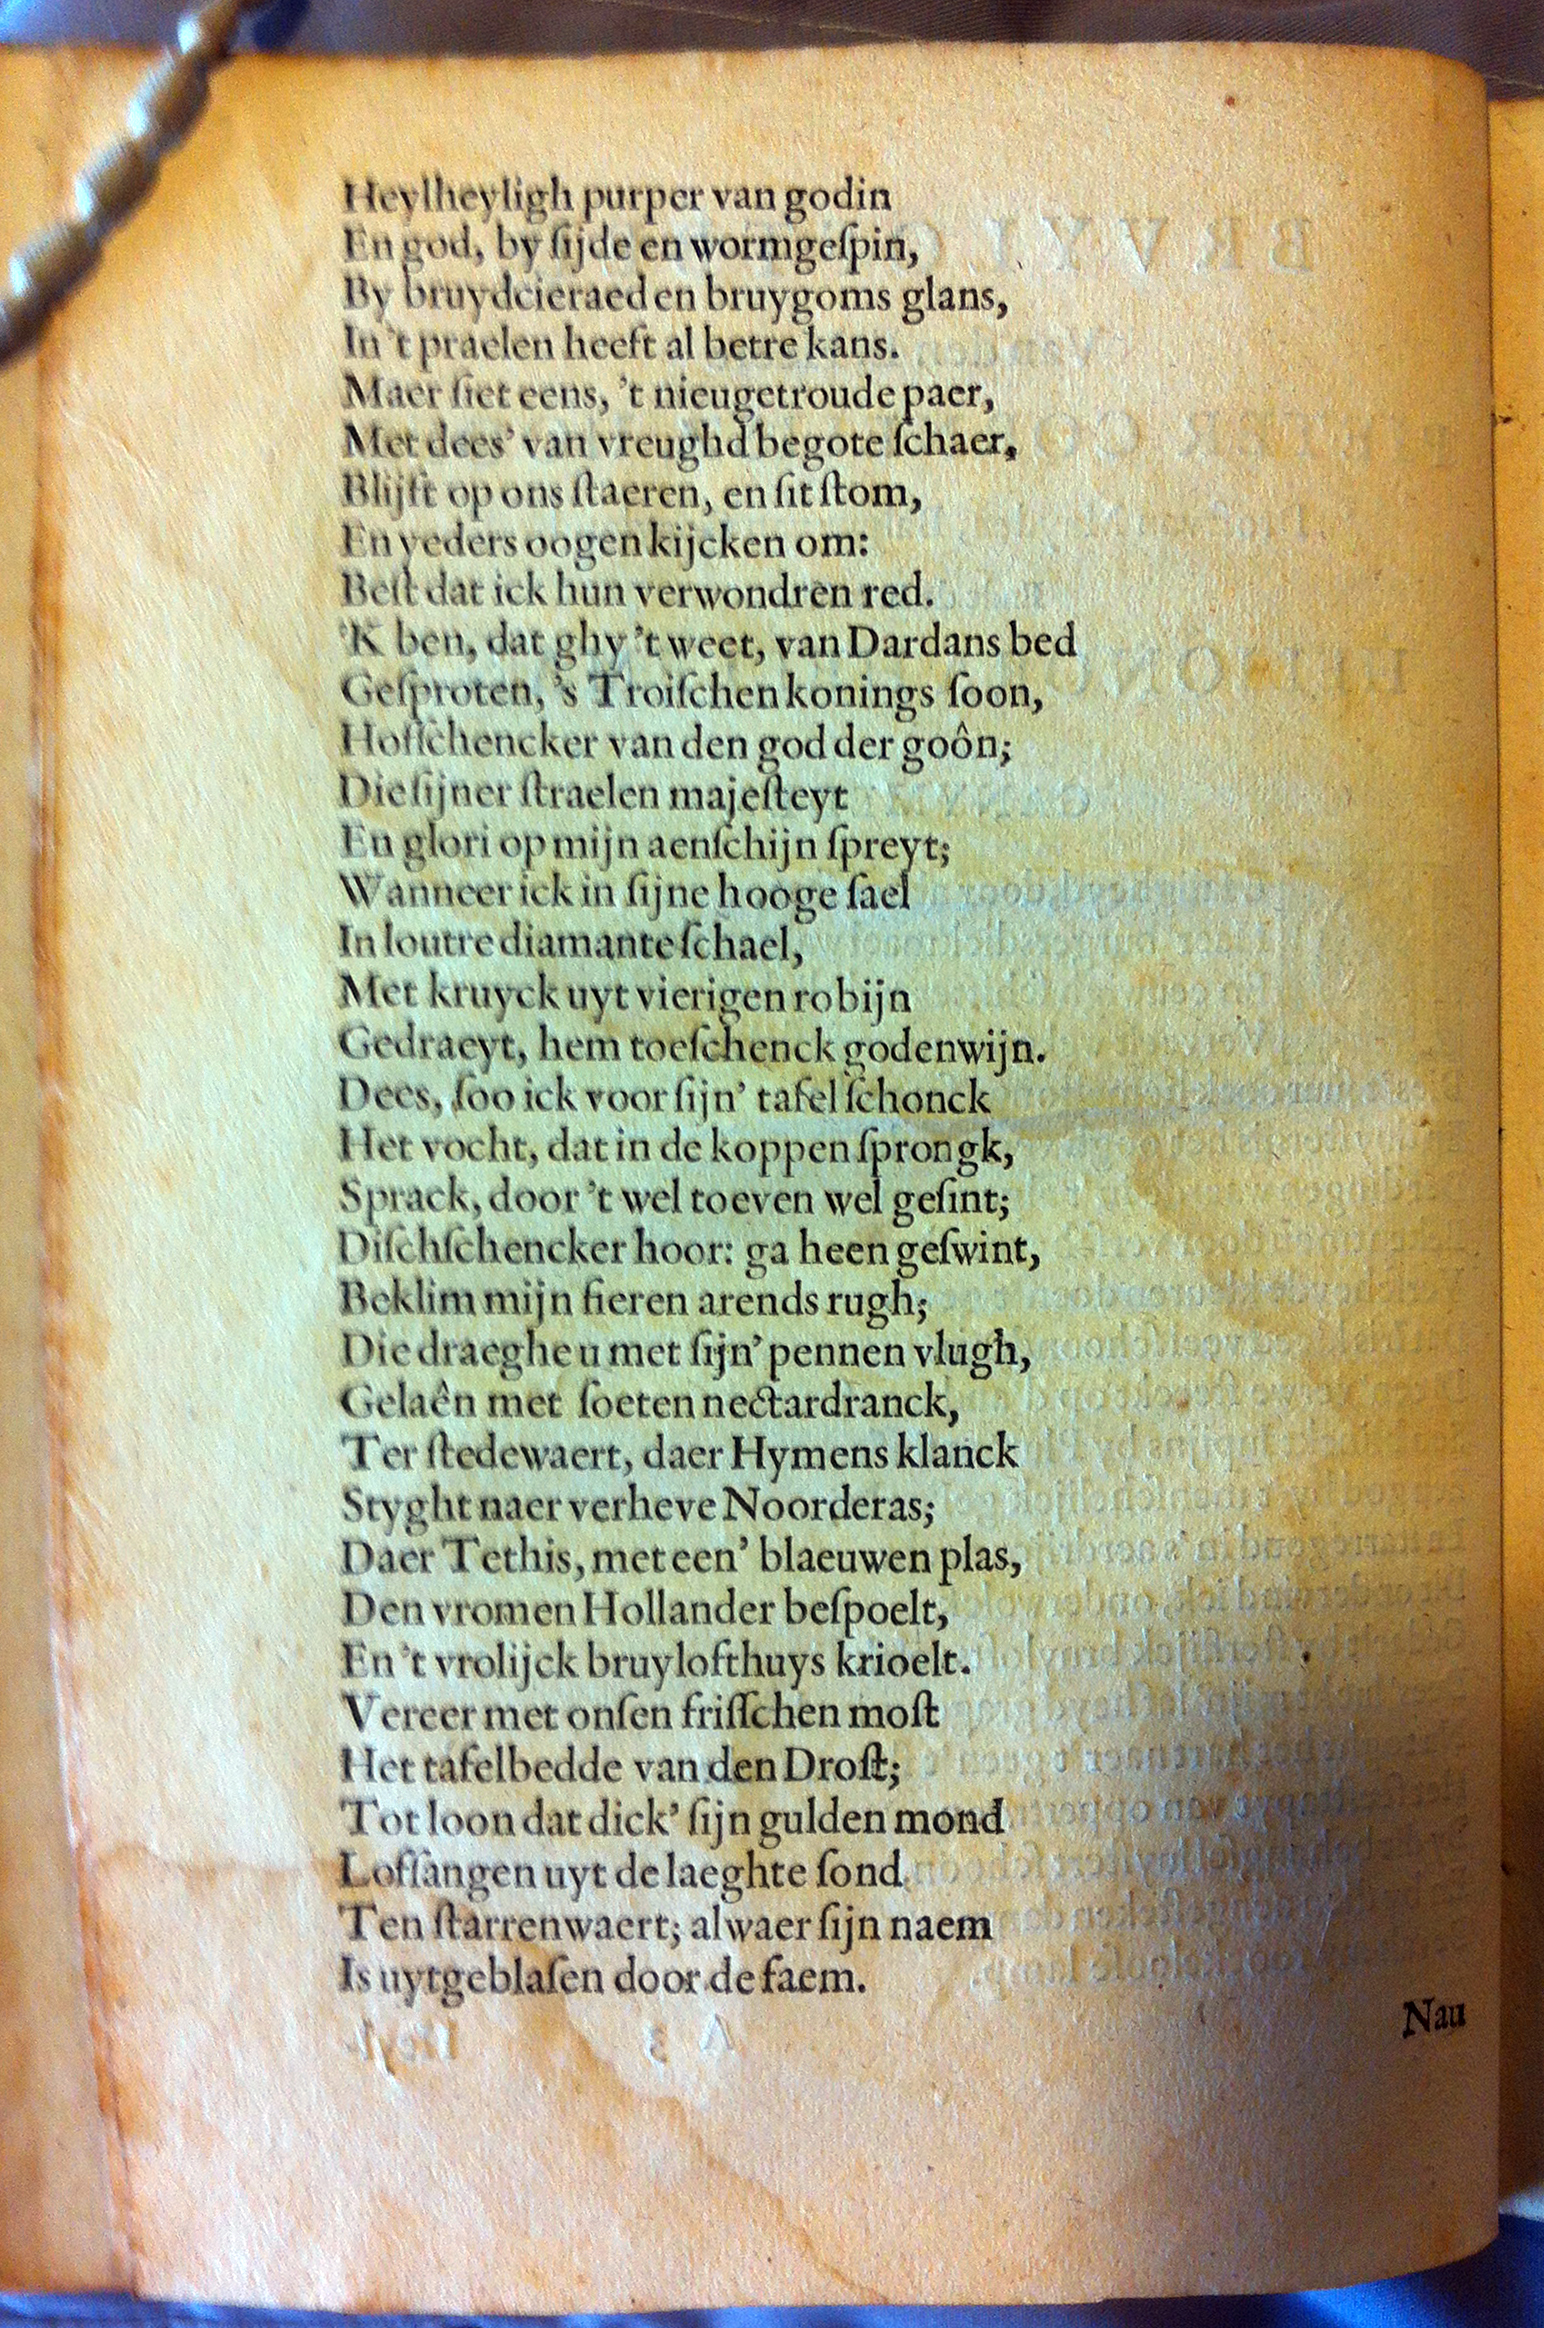 Heylheyligh purper van godin
En god, by ſijde en wormgeſpin,
By bruydcieraed en bruygoms glans,
In 't praelen heeft al betre kans.
Maer ſiet eens, 't nieugetroude paer,
Met dees' van vreughd begote ſchaer,
Blijft op ons ſtaeren, en ſit ſtom,
En yeders oogen kijcken om:
Beſt dat ick hun verwondren red.
'K ben, dat ghy 't weet, van Dardans bed
Geſproten, 's Troiſchen konings ſoon,
Hofſchencker van den god der goôn;
Die ſijner ſtraelen majeſteyt
En glori op mijn aenſchijn ſpreyt;
Wanneer ick in ſijne hooge ſael
In loutre diamante ſchael,
Met kruyck uyt vierigen robijn
Gedraeyt, hem toeſchenck godenwijn.
Dees, ſoo ick voor ſijn' tafel ſchonck
Het vocht, dat in de koppen ſprongk,
Sprack, door 't wel toeven wel geſint;
Diſchſchencker hoor: ga heen geſwint,
Beklim mijn fieren arends rugh;
Die draeghe u met ſijn' pennen vlugh,
Gelaên met ſoeten nectardranck,
Ter ſtedewaert, daer Hymens klanck
Styght naer verheve Noorderas;
Daer Tethis, met een' blaeuwen plas,
Den vromen Hollander beſpoelt,
En 't vrolijck bruylofthuys krioelt.
Vereer met onſen friſſchen moſt
Het tafelbedde van den Droſt;
Tot loon dat dick' ſijn gulden mond
Lofſangen uyt de laeghte ſond
Ten ſtarrenwaert; alwaer ſijn naem
Is uytgeblaſen door de faem.
Nau